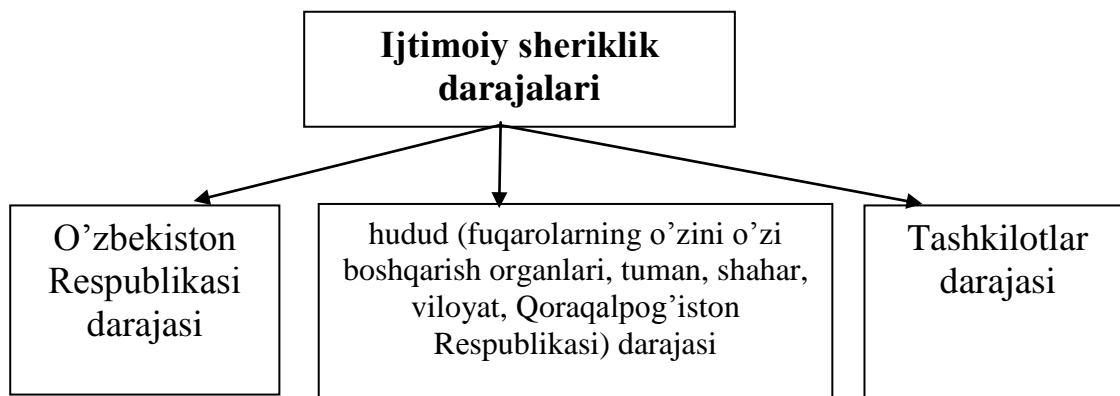 Ijtimoiy sheriklik
darajalari
O’zbekiston
Respublikasi
darajasi
hudud (fuqarolarning o’zini o’zi
boshqarish organlari, tuman, shahar,
viloyat, Qoraqalpog’iston
Respublikasi) darajasi
Tashkilotlar
darajasi